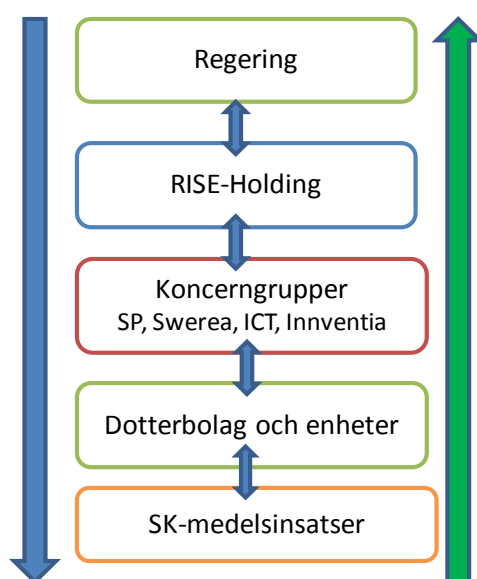 Regering
RISE-Holding
Koncerngrupper
SP, Swerea, ICT, Innventia
Dotterbolag och enheter
SK-medelsinsatser